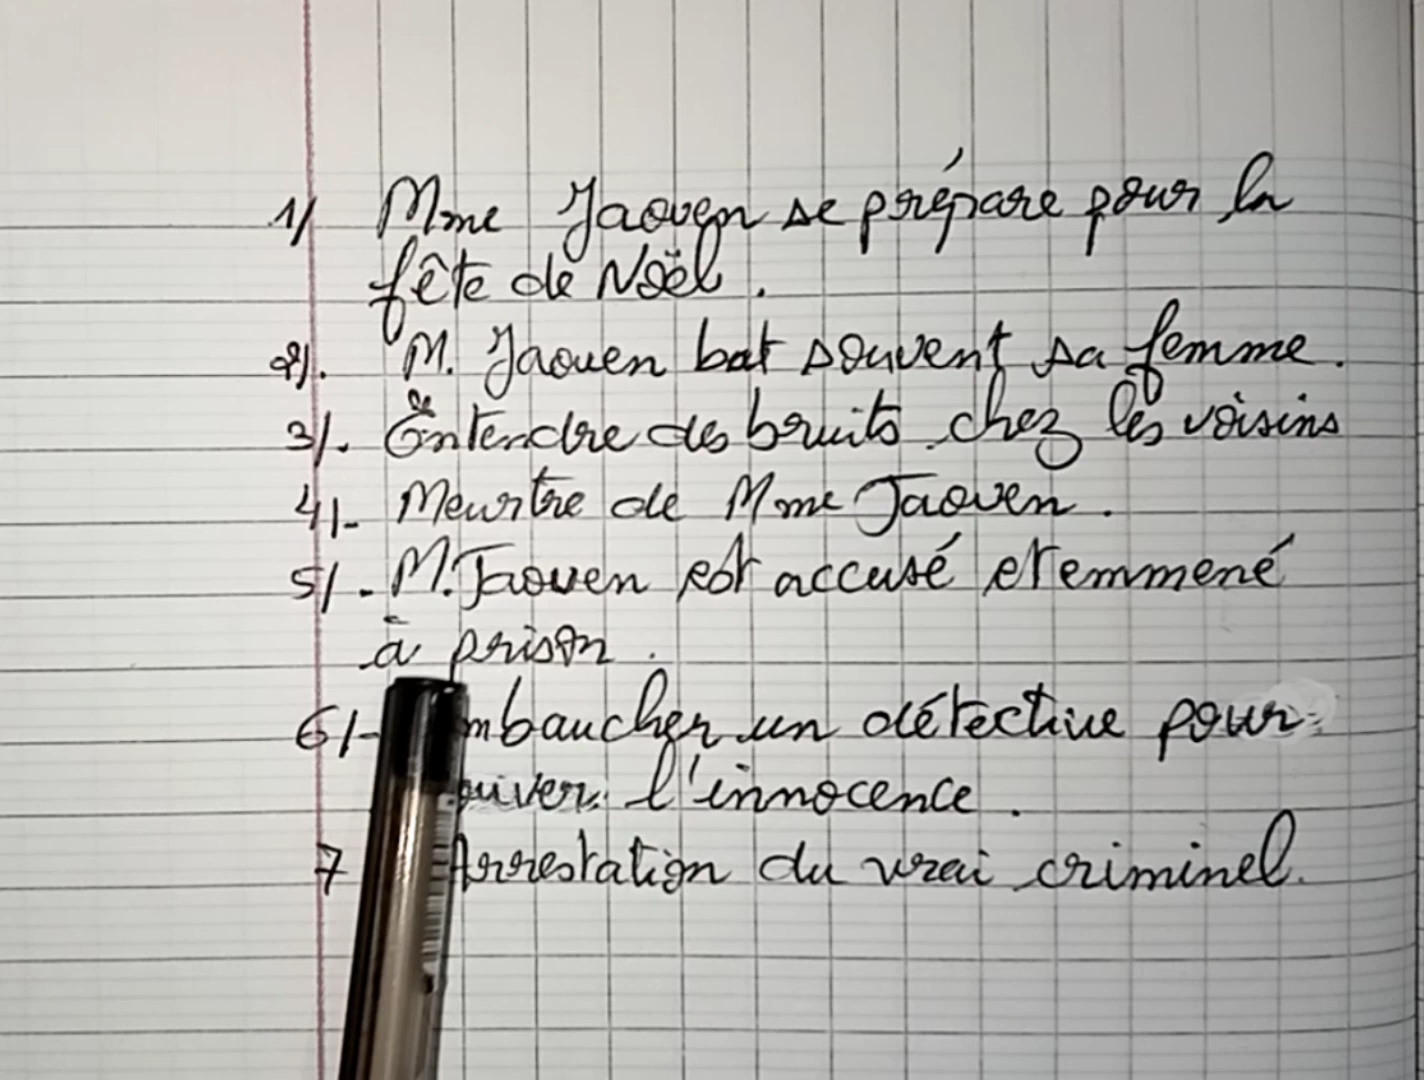 1/ Mme Jaouen se prépare pour la
fête de Noël.
2/. M. Jaouen bat souvent sa femme.
3/. Entendre des bruits chez les voisins
4/- Meurtre de Mme Jaouen.
5/- M. Jaouen est accusé et emmené
à prison.
6/- mbaucher un détective pour
l'innocence.
7 Arrestation du vrai criminel.